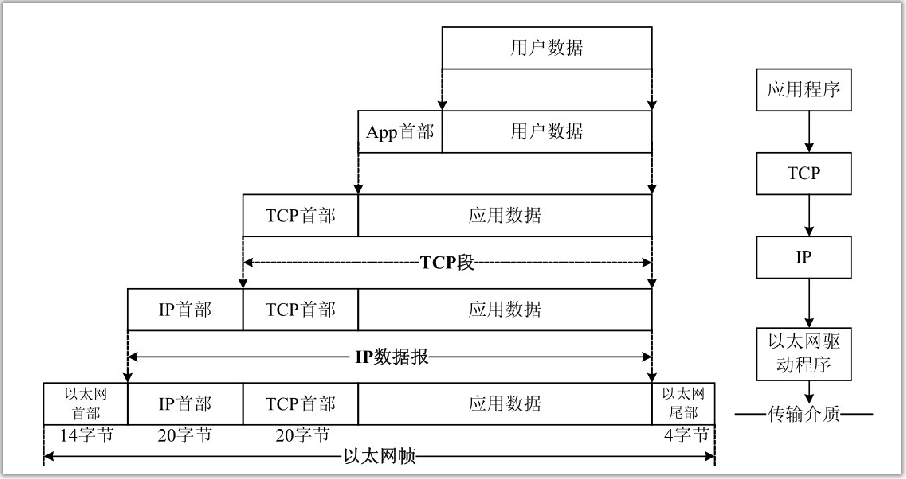 用户数据
App首部 用户数据
TCP首部 应用数据
TCP段
IP首部 TCP首部 应用数据
IP数据报
以太网
首部
IP首部 TCP首部 应用数据
以太网
尾部
14字节 20字节 20字节 4字节
以太网帧
应用程序
TCP
IP
以太网驱
动程序
传输介质